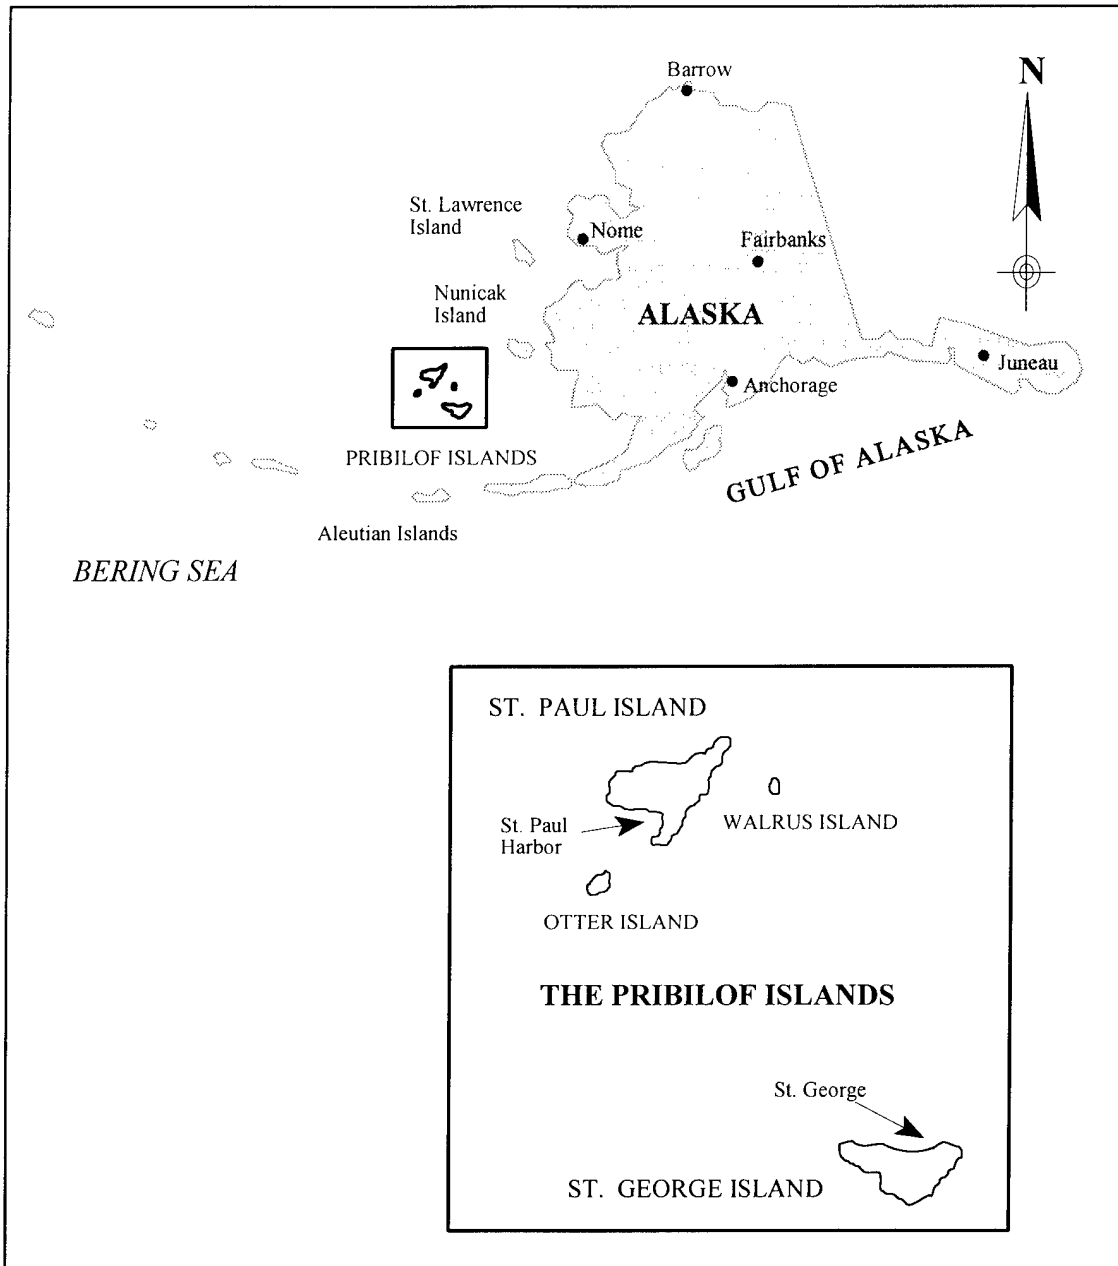 Barrow
N
St. Lawrence
Island
Nome
Fairbanks
Nunicak
Island
ALASKA
Juneau
Anchorage
PRIBILOF ISLANDS
GULF OF ALASKA
Aleutian Islands
BERING SEA
ST. PAUL ISLAND
St. Paul
Harbor
WALRUS ISLAND
OTTER ISLAND
THE PRIBILOF ISLANDS
St. George
ST. GEORGE ISLAND